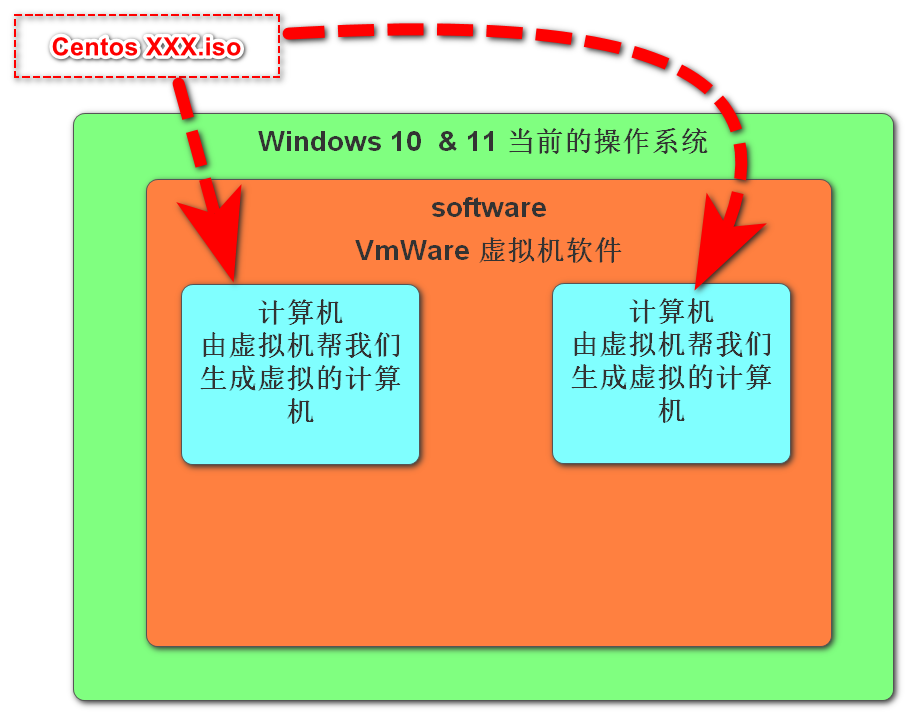 Centos XXX.iso
Windows 10 & 11 当前的操作系统
software
VmWare 虚拟机软件
计算机
由虚拟机帮我们
生成虚拟的计算
机
计算机
由虚拟机帮我们
生成虚拟的计算
机